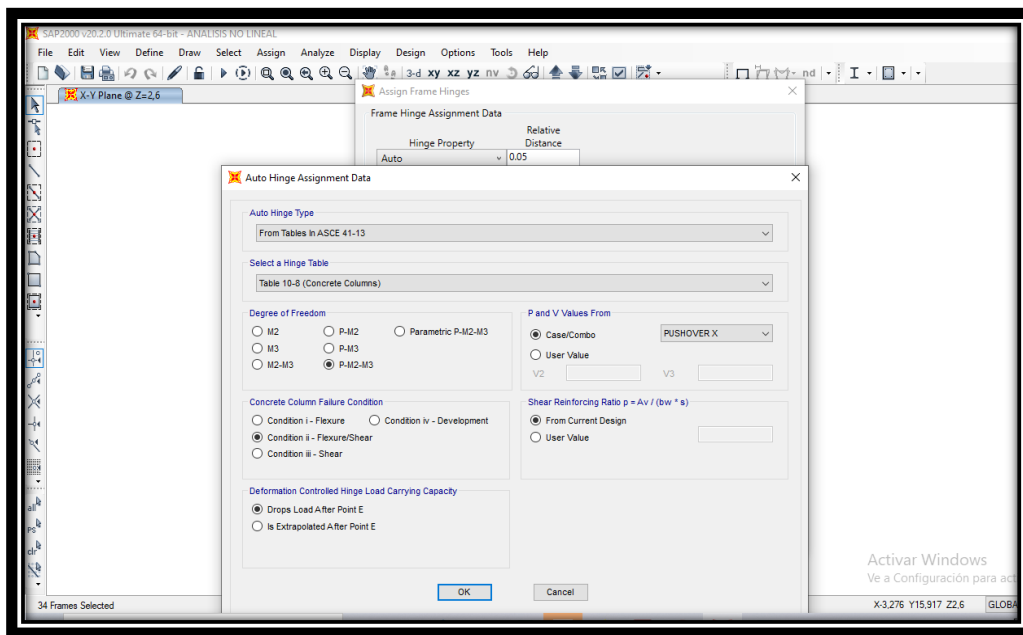 SAP2000 v20.2.0 Ultimate 64-bit - ANALISIS NO LINEAL
File Edit View Define Draw Select Assign Analyze Display Design Options Tools Help
3-d xy xz yz nv nd
X-Y Plane @ Z=2,6
Assign Frame Hinges
Frame Hinge Assignment Data
Hinge Property
Relative
Distance
Auto 0.05
Auto Hinge Assignment Data
Auto Hinge Type
From Tables In ASCE 41-13
Select a Hinge Table
Table 10-8 (Concrete Columns)
Degree of Freedom
M2 P-M2 Parametric P-M2-M3
M3 P-M3
M2-M3 P-M2-M3
P and V Values From
Case/Combo PUSHOVER X
User Value
V2 V3
Concrete Column Failure Condition
Condition i - Flexure Condition iv - Development
Condition ii - Flexure/Shear
Condition iii - Shear
Shear Reinforcing Ratio p = Av / (bw * s)
From Current Design
User Value
Deformation Controlled Hinge Load Carrying Capacity
Drops Load After Point E
Is Extrapolated After Point E
OK Cancel
all
PS
clr
Activar Windows
Ve a Configuración para act
34 Frames Selected
X-3,276 Y15,917 Z2,6 GLOBA